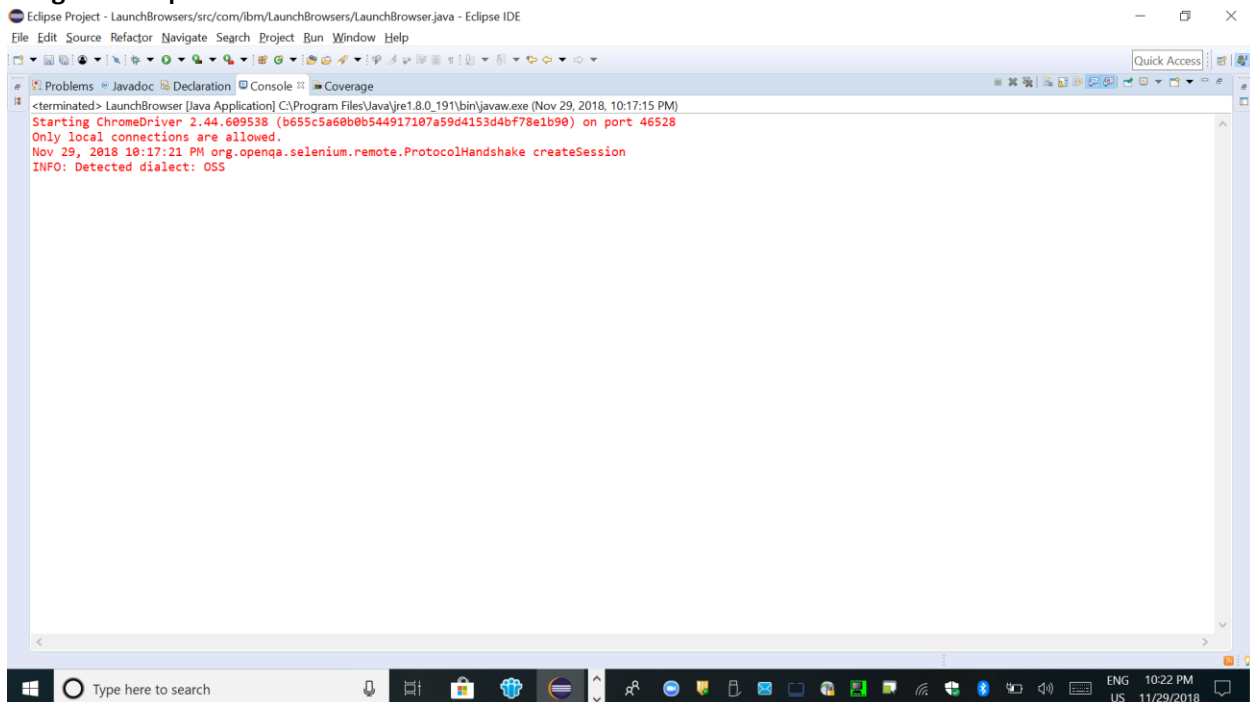 Eclipse Project - LaunchBrowsers/src/com/ibm/LaunchBrowsers/LaunchBrowser.java - Eclipse IDE
File Edit Source Refactor Navigate Search Project Run Window Help
Quick Access
Problems Javadoc Declaration Console Coverage
<terminated> LaunchBrowser [Java Application] C:\Program Files\Java\jre1.8.0_191\bin\javaw.exe (Nov 29, 2018, 10:17:15 PM)
Starting ChromeDriver 2.44.609538 (b655c5a60b0b544917107a59d4153d4bf78e1b90) on port 46528
Only local connections are allowed.
Nov 29, 2018 10:17:21 PM org.openqa.selenium.remote.ProtocolHandshake createSession
INFO: Detected dialect: OSS
Type here to search
ENG 10:22 PM
US 11/29/2018